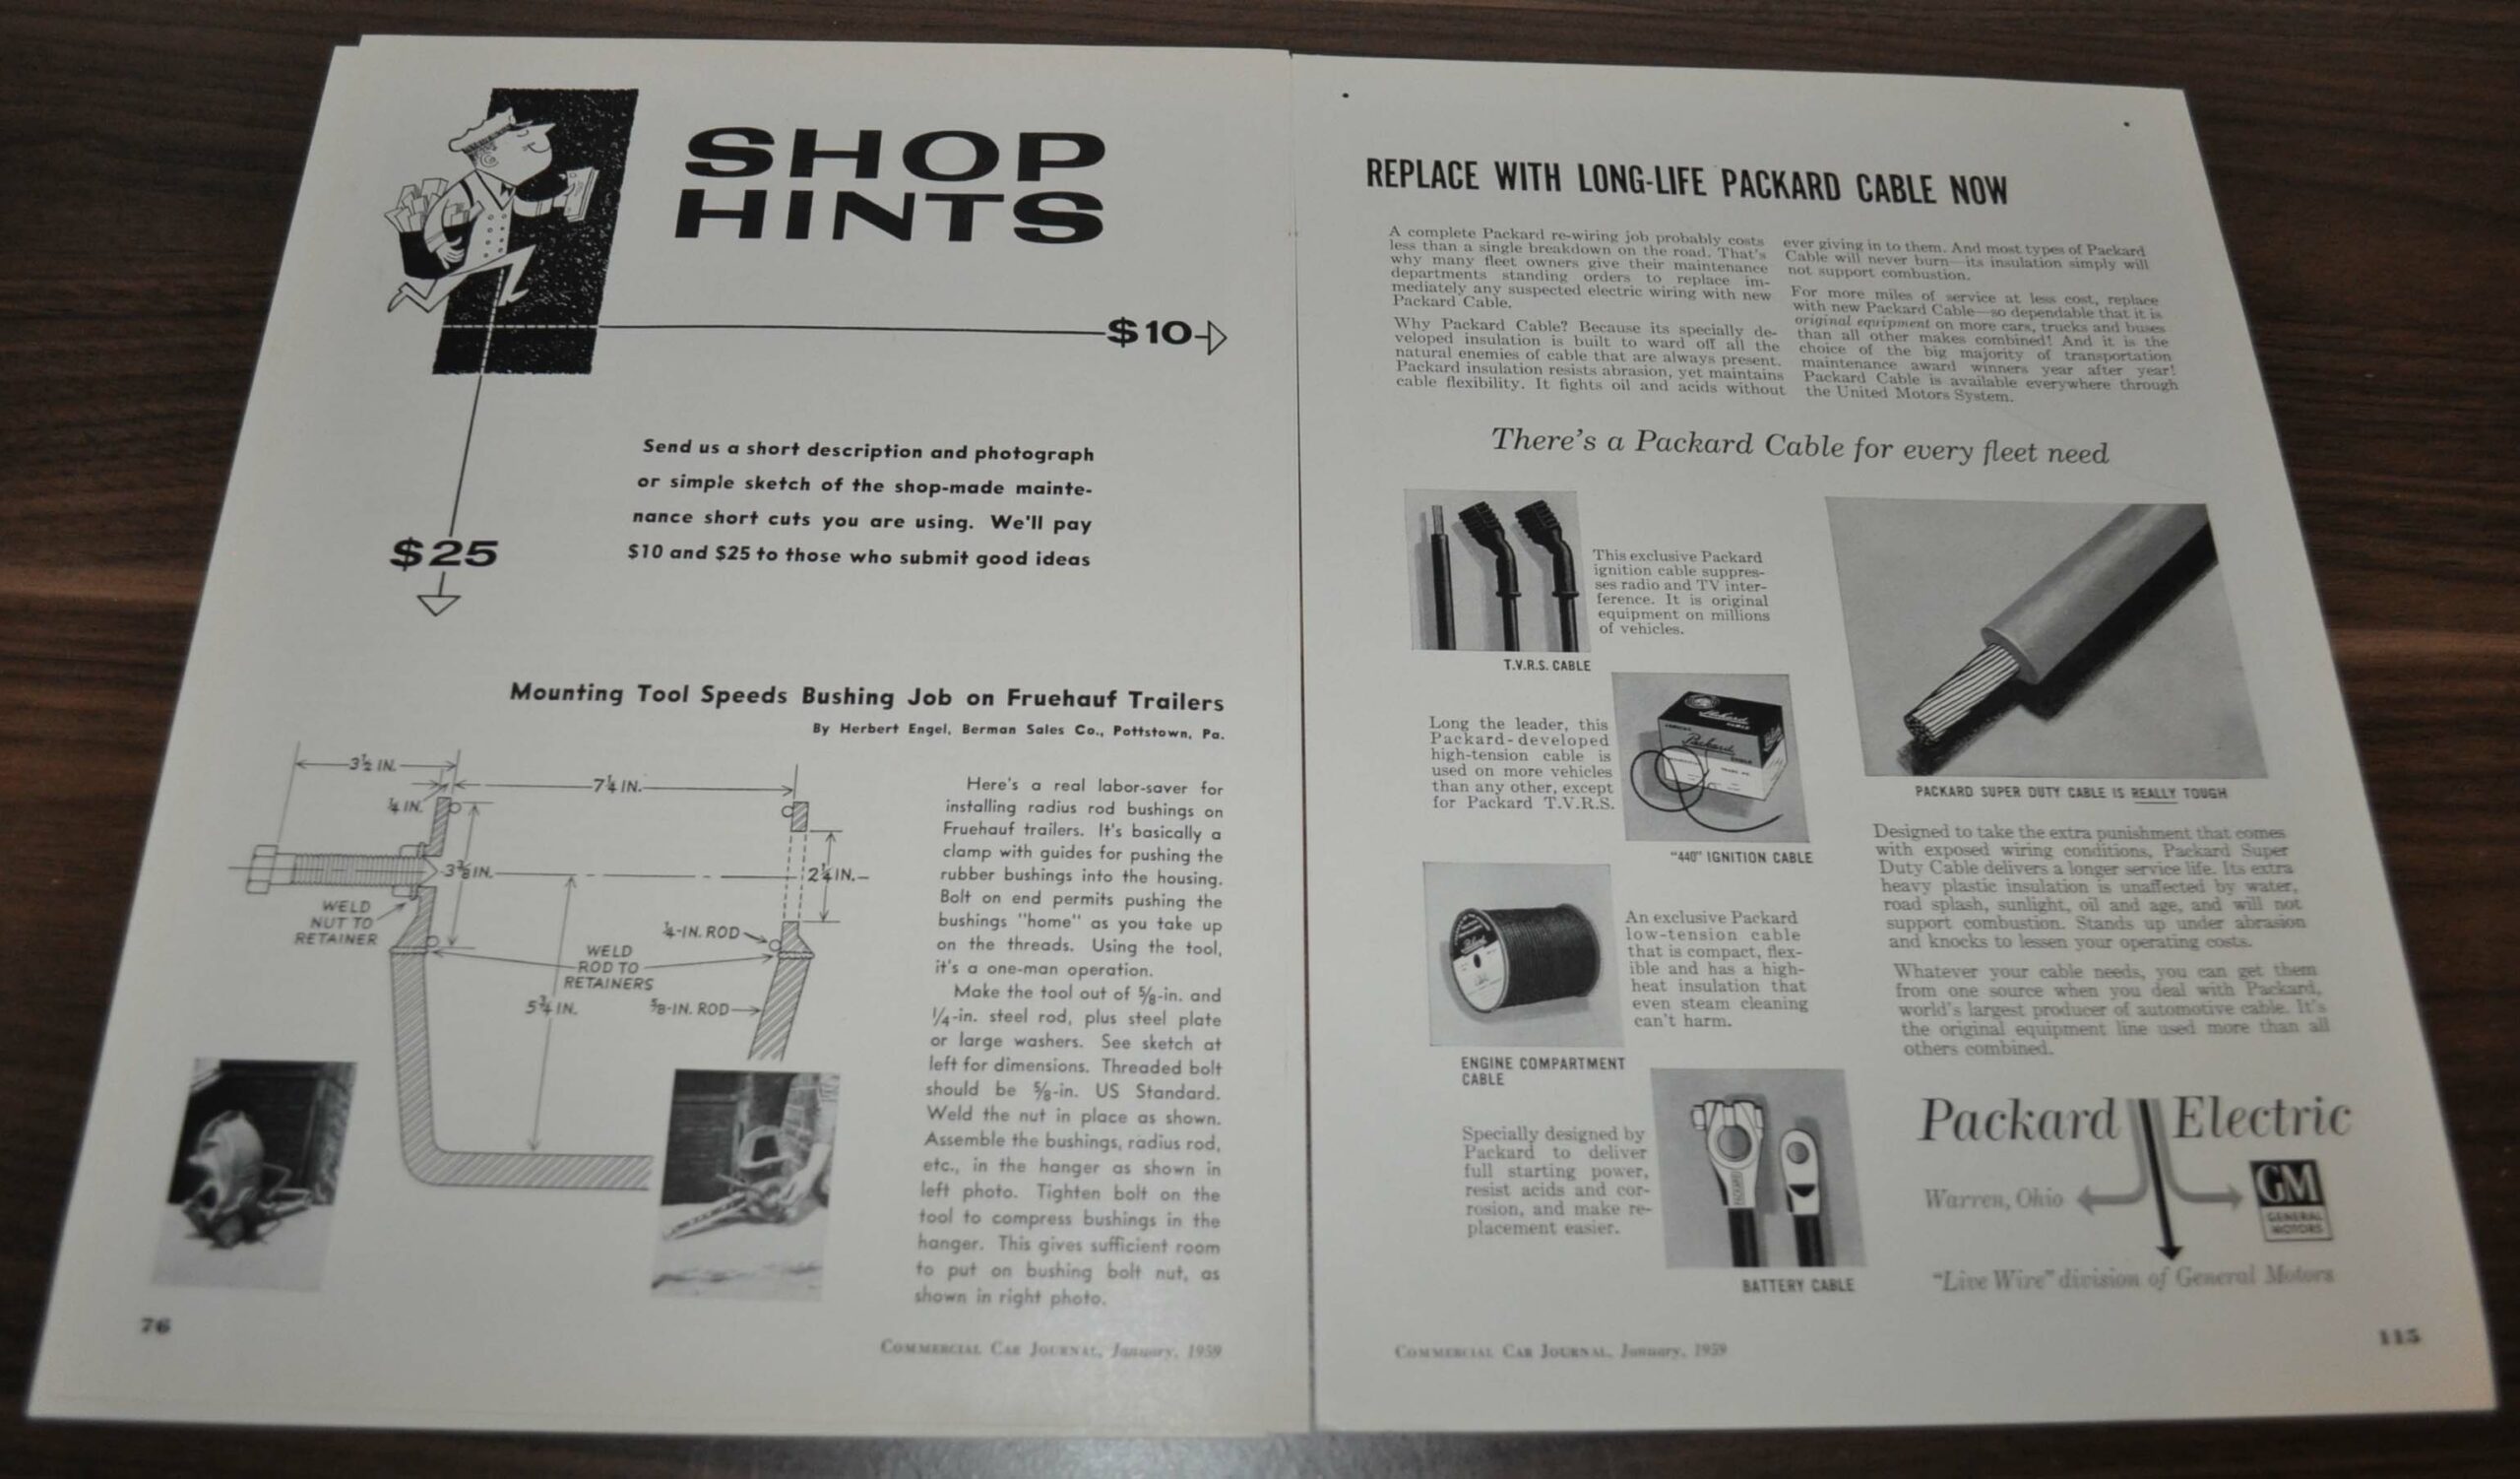 SHOP
HINTS
$10
$25
Send us a short description and photograph
or simple sketch of the shop-made mainte-
nance short cuts you are using. We'll pay
$10 and $25 to those who submit good ideas
Mounting Tool Speeds Bushing Job on Fruehauf Trailers
By Herbert Engel, Berman Sales Co., Pottstown, Pa.
3½ IN.
7¼ IN.
¼ IN.
3⅜ IN.
2¼ IN.
WELD
NUT TO
RETAINER
¼-IN. ROD
WELD
ROD TO
RETAINERS
5¾ IN.
⅝-IN. ROD
Here's a real labor-saver for
installing radius rod bushings on
Fruehauf trailers. It's basically a
clamp with guides for pushing the
rubber bushings into the housing.
Bolt on end permits pushing the
bushings "home" as you take up
on the threads. Using the tool,
it's a one-man operation.
Make the tool out of ⅝-in. and
¼-in. steel rod, plus steel plate
or large washers. See sketch at
left for dimensions. Threaded bolt
should be ⅝-in. US Standard.
Weld the nut in place as shown.
Assemble the bushings, radius rod,
etc., in the hanger as shown in
left photo. Tighten bolt on the
tool to compress bushings in the
hanger. This gives sufficient room
to put on bushing bolt nut, as
shown in right photo.
76
COMMERCIAL CAR JOURNAL, January, 1959
REPLACE WITH LONG-LIFE PACKARD CABLE NOW
A complete Packard re-wiring job probably costs
less than a single breakdown on the road. That's
why many fleet owners give their maintenance
departments standing orders to replace im-
mediately any suspected electric wiring with new
Packard Cable.
Why Packard Cable? Because its specially de-
veloped insulation is built to ward off all the
natural enemies of cable that are always present.
Packard insulation resists abrasion, yet maintains
cable flexibility. It fights oil and acids without
ever giving in to them. And most types of Packard
Cable will never burn—its insulation simply will
not support combustion.
For more miles of service at less cost, replace
with new Packard Cable—so dependable that it is
original equipment on more cars, trucks and buses
than all other makes combined! And it is the
choice of the big majority of transportation
maintenance award winners year after year!
Packard Cable is available everywhere through
the United Motors System.
There's a Packard Cable for every fleet need
This exclusive Packard
ignition cable suppres-
ses radio and TV inter-
ference. It is original
equipment on millions
of vehicles.
T.V.R.S. CABLE
Long the leader, this
Packard-developed
high-tension cable is
used on more vehicles
than any other, except
for Packard T.V.R.S.
Packard
Packard
"440" IGNITION CABLE
An exclusive Packard
low-tension cable
that is compact, flex-
ible and has a high-
heat insulation that
even steam cleaning
can't harm.
ENGINE COMPARTMENT
CABLE
Specially designed by
Packard to deliver
full starting power,
resist acids and cor-
rosion, and make re-
placement easier.
BATTERY CABLE
PACKARD SUPER DUTY CABLE IS REALLY TOUGH
Designed to take the extra punishment that comes
with exposed wiring conditions, Packard Super
Duty Cable delivers a longer service life. Its extra
heavy plastic insulation is unaffected by water,
road splash, sunlight, oil and age, and will not
support combustion. Stands up under abrasion
and knocks to lessen your operating costs.
Whatever your cable needs, you can get them
from one source when you deal with Packard,
world's largest producer of automotive cable. It's
the original equipment line used more than all
others combined.
Packard Electric
Warren, Ohio
GM
GENERAL
MOTORS
"Live Wire" division of General Motors
COMMERCIAL CAR JOURNAL, January, 1959
115